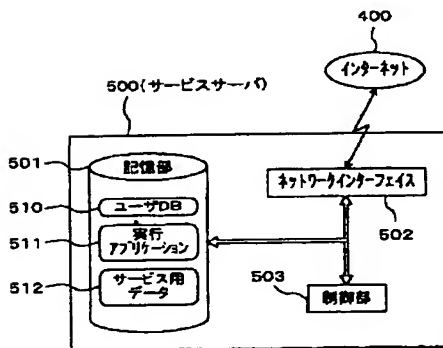 400
インターネット
500(サービスサーバ)
501
記憶部
510
ユーザDB
511
実行
アプリケーション
512
サービス用
データ
ネットワークインターフェイス
502
503
制御部